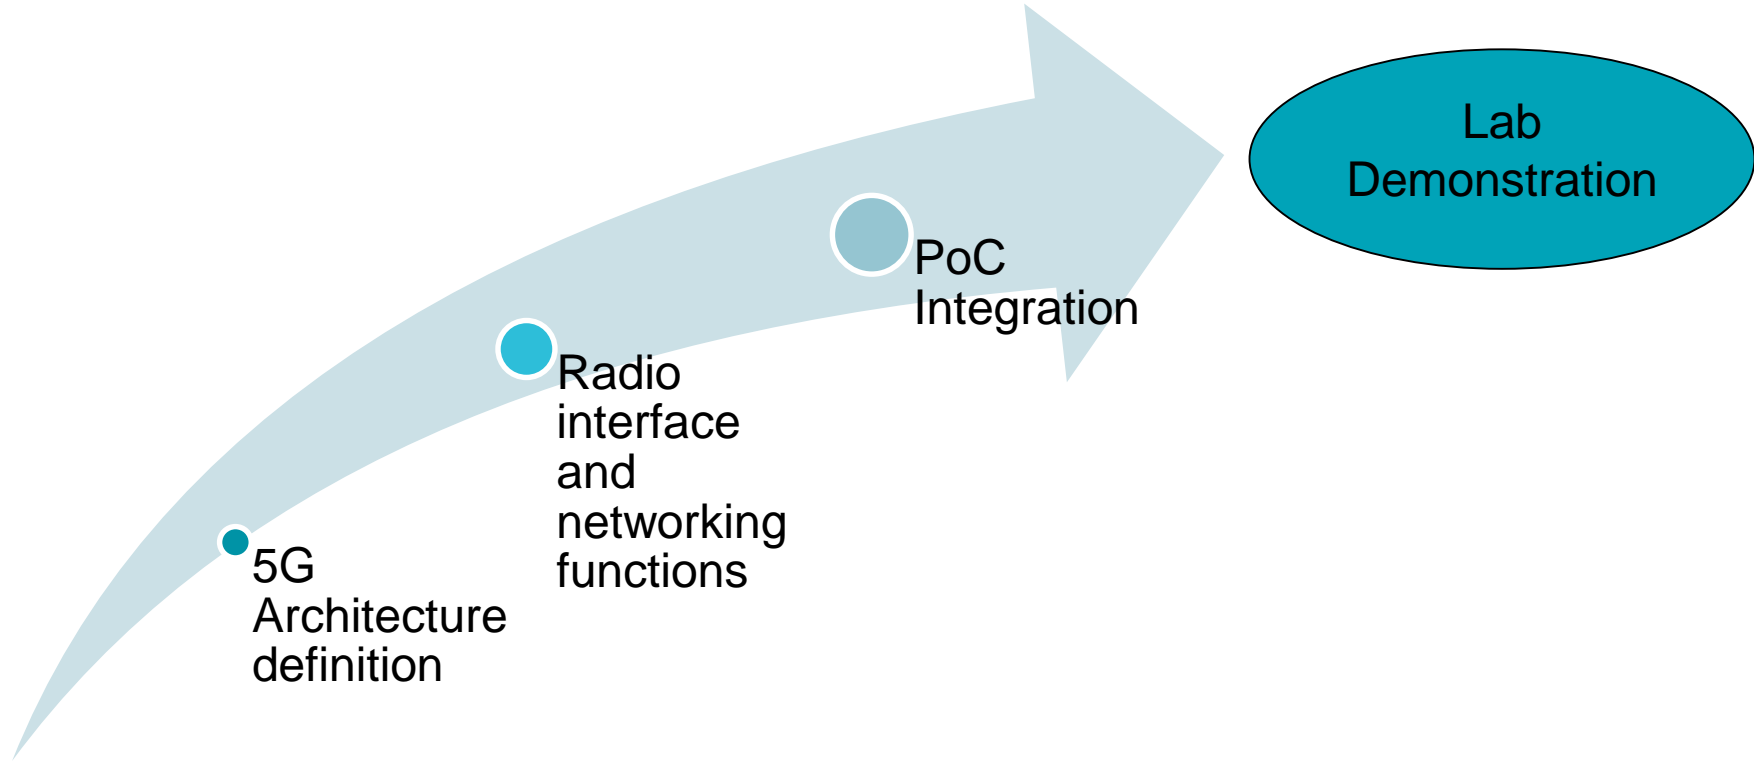 5G
Architecture
definition
Radio
interface
and
networking
functions
PoC
Integration
Lab
Demonstration